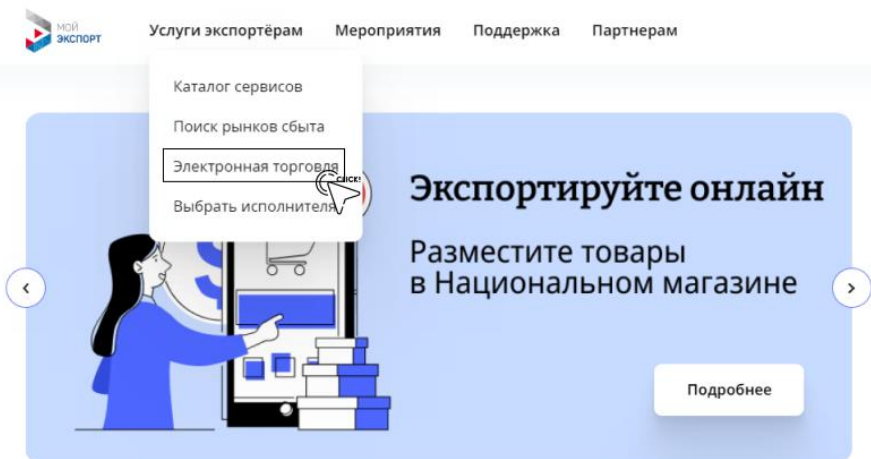 МОЙ
ЭКСПОРТ
Услуги экспортёрам Мероприятия Поддержка Партнерам
Каталог сервисов
Поиск рынков сбыта
Электронная торговля
CLICK!
Выбрать исполнителя
Экспортируйте онлайн
Разместите товары
в Национальном магазине
Подробнее